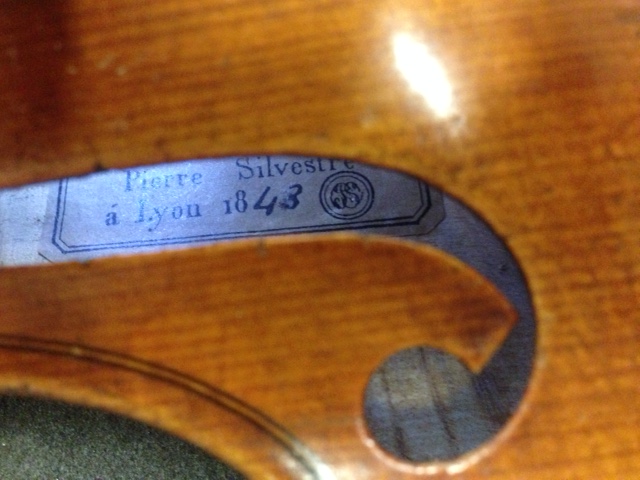 Pierre Silvestre
á Lyon 1843